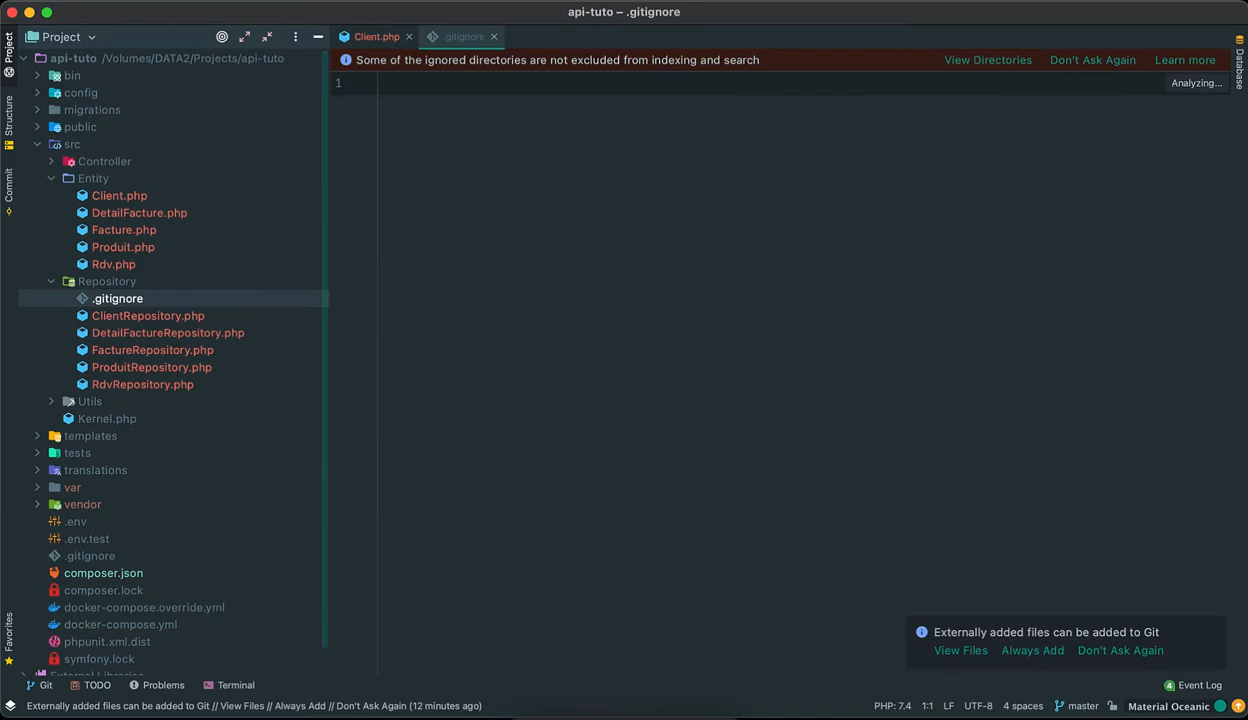 api-tuto – .gitignore
Project
Client.php
.gitignore
Project
Structure
Commit
Favorites
api-tuto /Volumes/DATA2/Projects/api-tuto
bin
config
migrations
public
src
Controller
Entity
Client.php
DetailFacture.php
Facture.php
Produit.php
Rdv.php
Repository
.gitignore
ClientRepository.php
DetailFactureRepository.php
FactureRepository.php
ProduitRepository.php
RdvRepository.php
Utils
Kernel.php
templates
tests
translations
var
vendor
.env
.env.test
.gitignore
composer.json
composer.lock
docker-compose.override.yml
docker-compose.yml
phpunit.xml.dist
symfony.lock
External Libraries
Some of the ignored directories are not excluded from indexing and search View Directories Don't Ask Again Learn more
1
Analyzing...
Database
Externally added files can be added to Git
View Files Always Add Don't Ask Again
Git TODO Problems Terminal 4 Event Log
Externally added files can be added to Git // View Files // Always Add // Don't Ask Again (12 minutes ago) PHP: 7.4 1:1 LF UTF-8 4 spaces master Material Oceanic